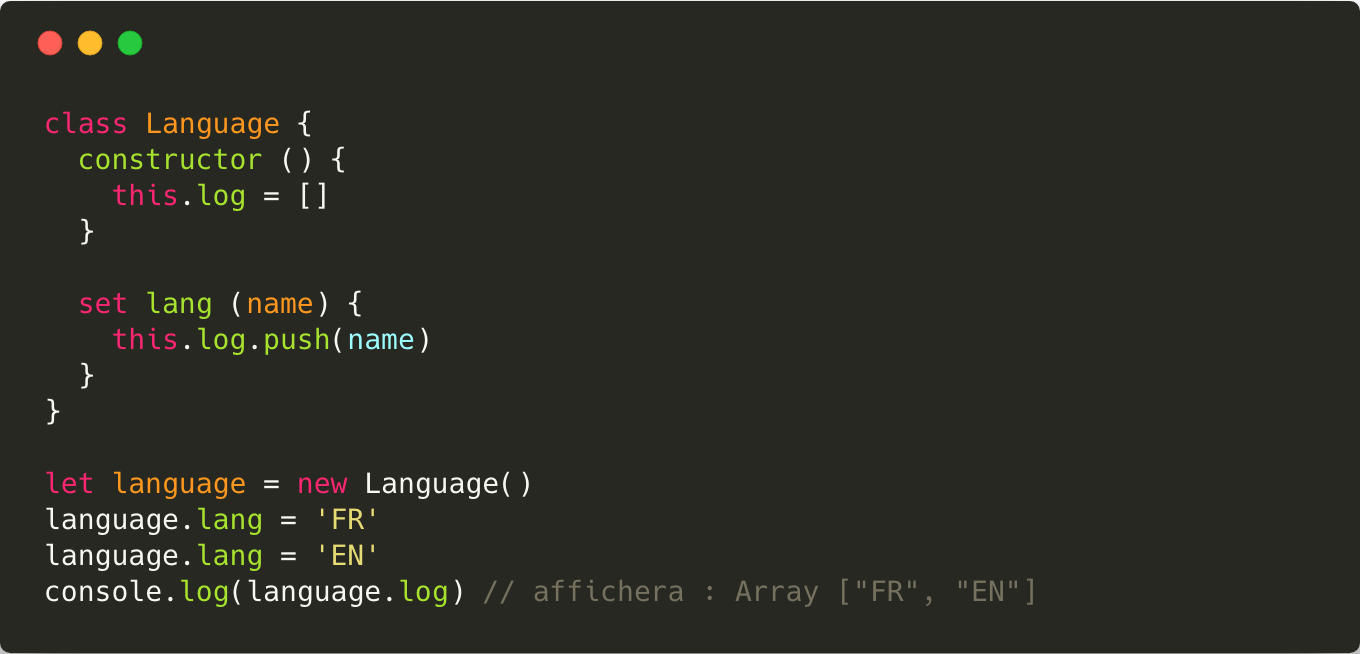 class Language {
  constructor () {
    this.log = []
  }

  set lang (name) {
    this.log.push(name)
  }
}

let language = new Language()
language.lang = 'FR'
language.lang = 'EN'
console.log(language.log) // affichera : Array ["FR", "EN"]